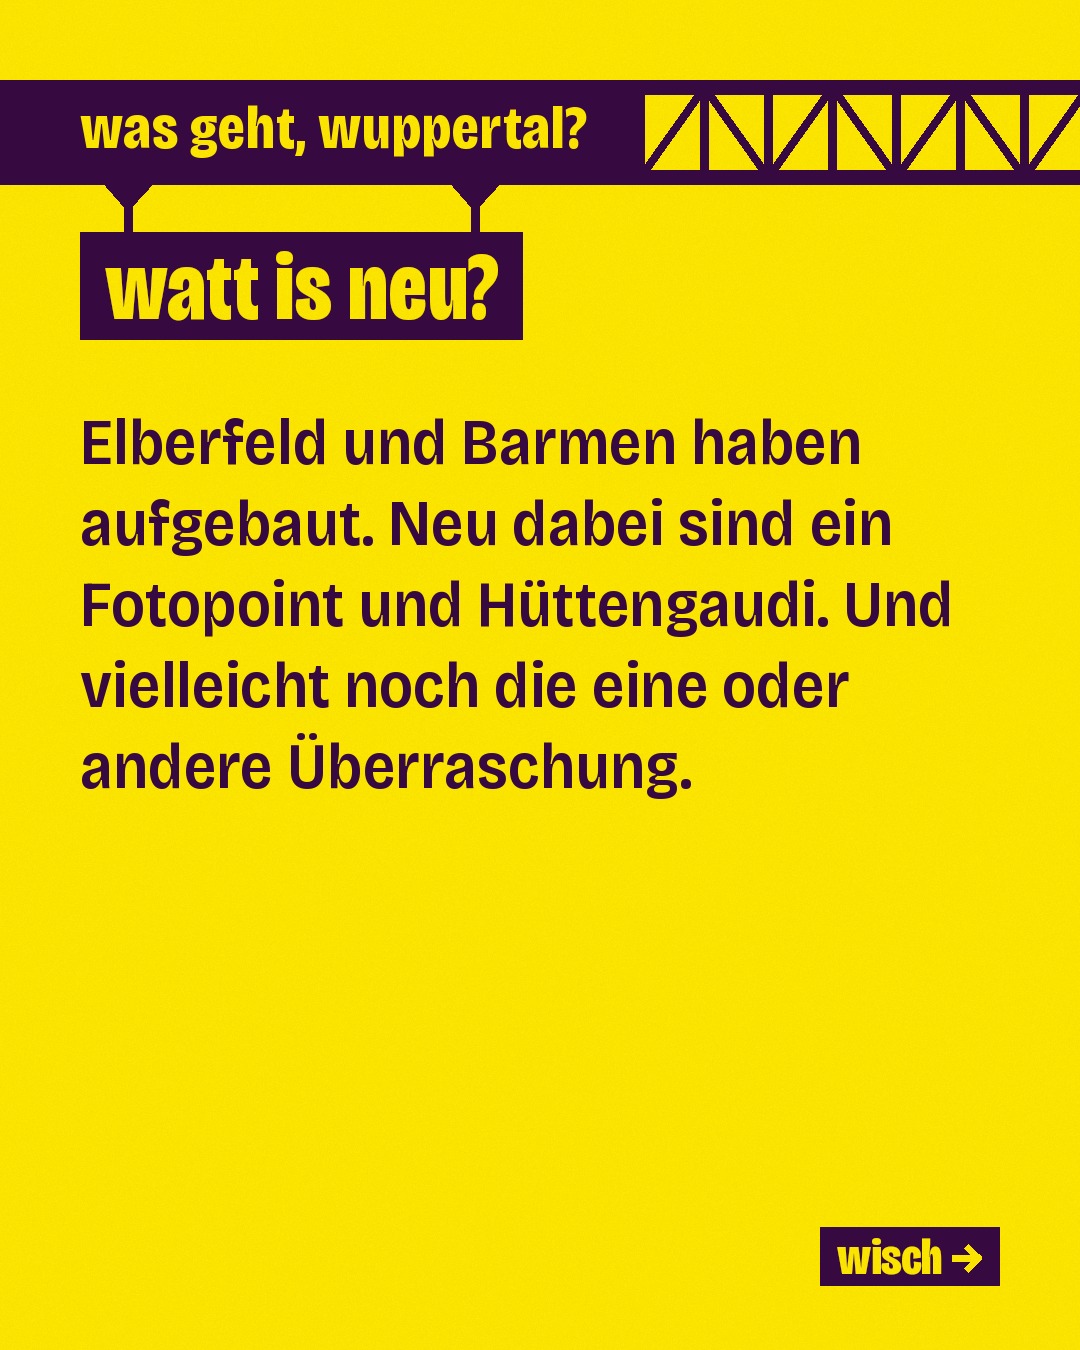 was geht, wuppertal?
watt is neu?
Elberfeld und Barmen haben
aufgebaut. Neu dabei sind ein
Fotopoint und Hüttengaudi. Und
vielleicht noch die eine oder
andere Überraschung.
wisch →